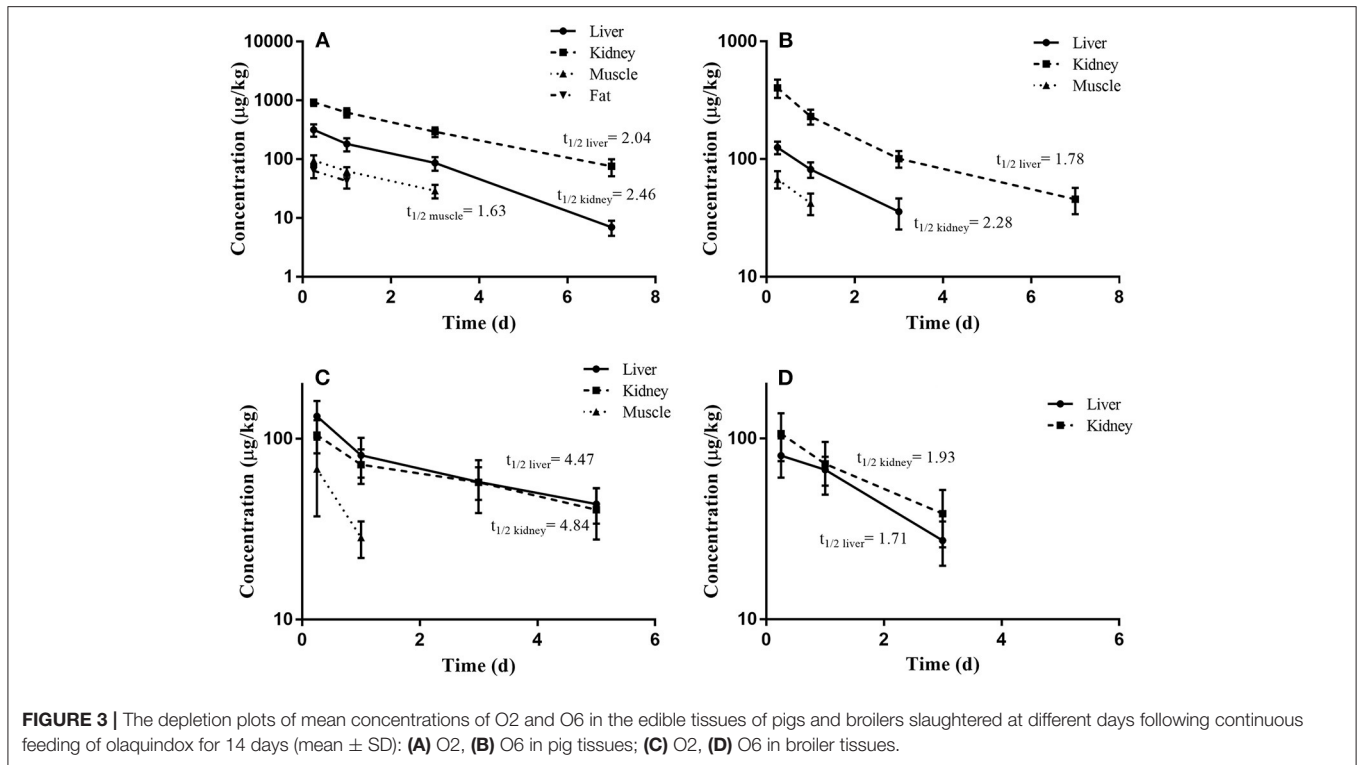 A
Liver
Kidney
Muscle
Fat
10000
1000
100
10
1
Concentration (µg/kg)
t1/2 liver= 2.04
t1/2 kidney= 2.46
t1/2 muscle= 1.63
0 2 4 6 8
Time (d)
B
Liver
Kidney
Muscle
1000
100
10
Concentration (µg/kg)
t1/2 liver= 1.78
t1/2 kidney= 2.28
0 2 4 6 8
Time (d)
C
Liver
Kidney
Muscle
100
10
Concentration (µg/kg)
t1/2 liver= 4.47
t1/2 kidney= 4.84
0 2 4 6
Time (d)
D
Liver
Kidney
100
10
Concentration (µg/kg)
t1/2 kidney= 1.93
t1/2 liver= 1.71
0 2 4 6
Time (d)
FIGURE 3 | The depletion plots of mean concentrations of O2 and O6 in the edible tissues of pigs and broilers slaughtered at different days following continuous
feeding of olaquindox for 14 days (mean ± SD): (A) O2, (B) O6 in pig tissues; (C) O2, (D) O6 in broiler tissues.